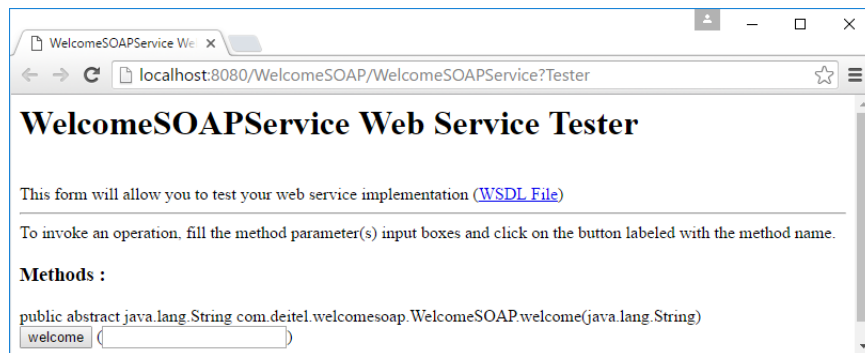 WelcomeSOAPService We
localhost:8080/WelcomeSOAP/WelcomeSOAPService?Tester
WelcomeSOAPService Web Service Tester
This form will allow you to test your web service implementation (WSDL File)
To invoke an operation, fill the method parameter(s) input boxes and click on the button labeled with the method name.
Methods :
public abstract java.lang.String com.deitel.welcomesoap.WelcomeSOAP.welcome(java.lang.String)
welcome ( )